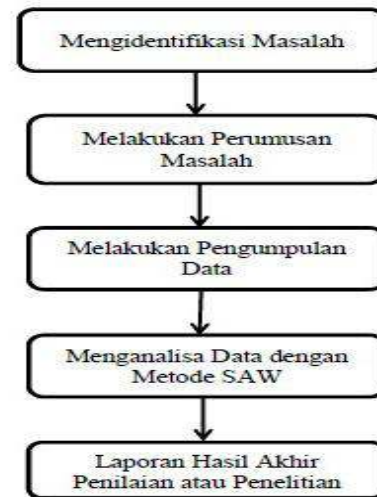 Mengidentifikasi Masalah
Melakukan Perumusan
Masalah
Melakukan Pengumpulan
Data
Menganalisa Data dengan
Metode SAW
Laporan Hasil Akhir
Penilaian atau Penelitian